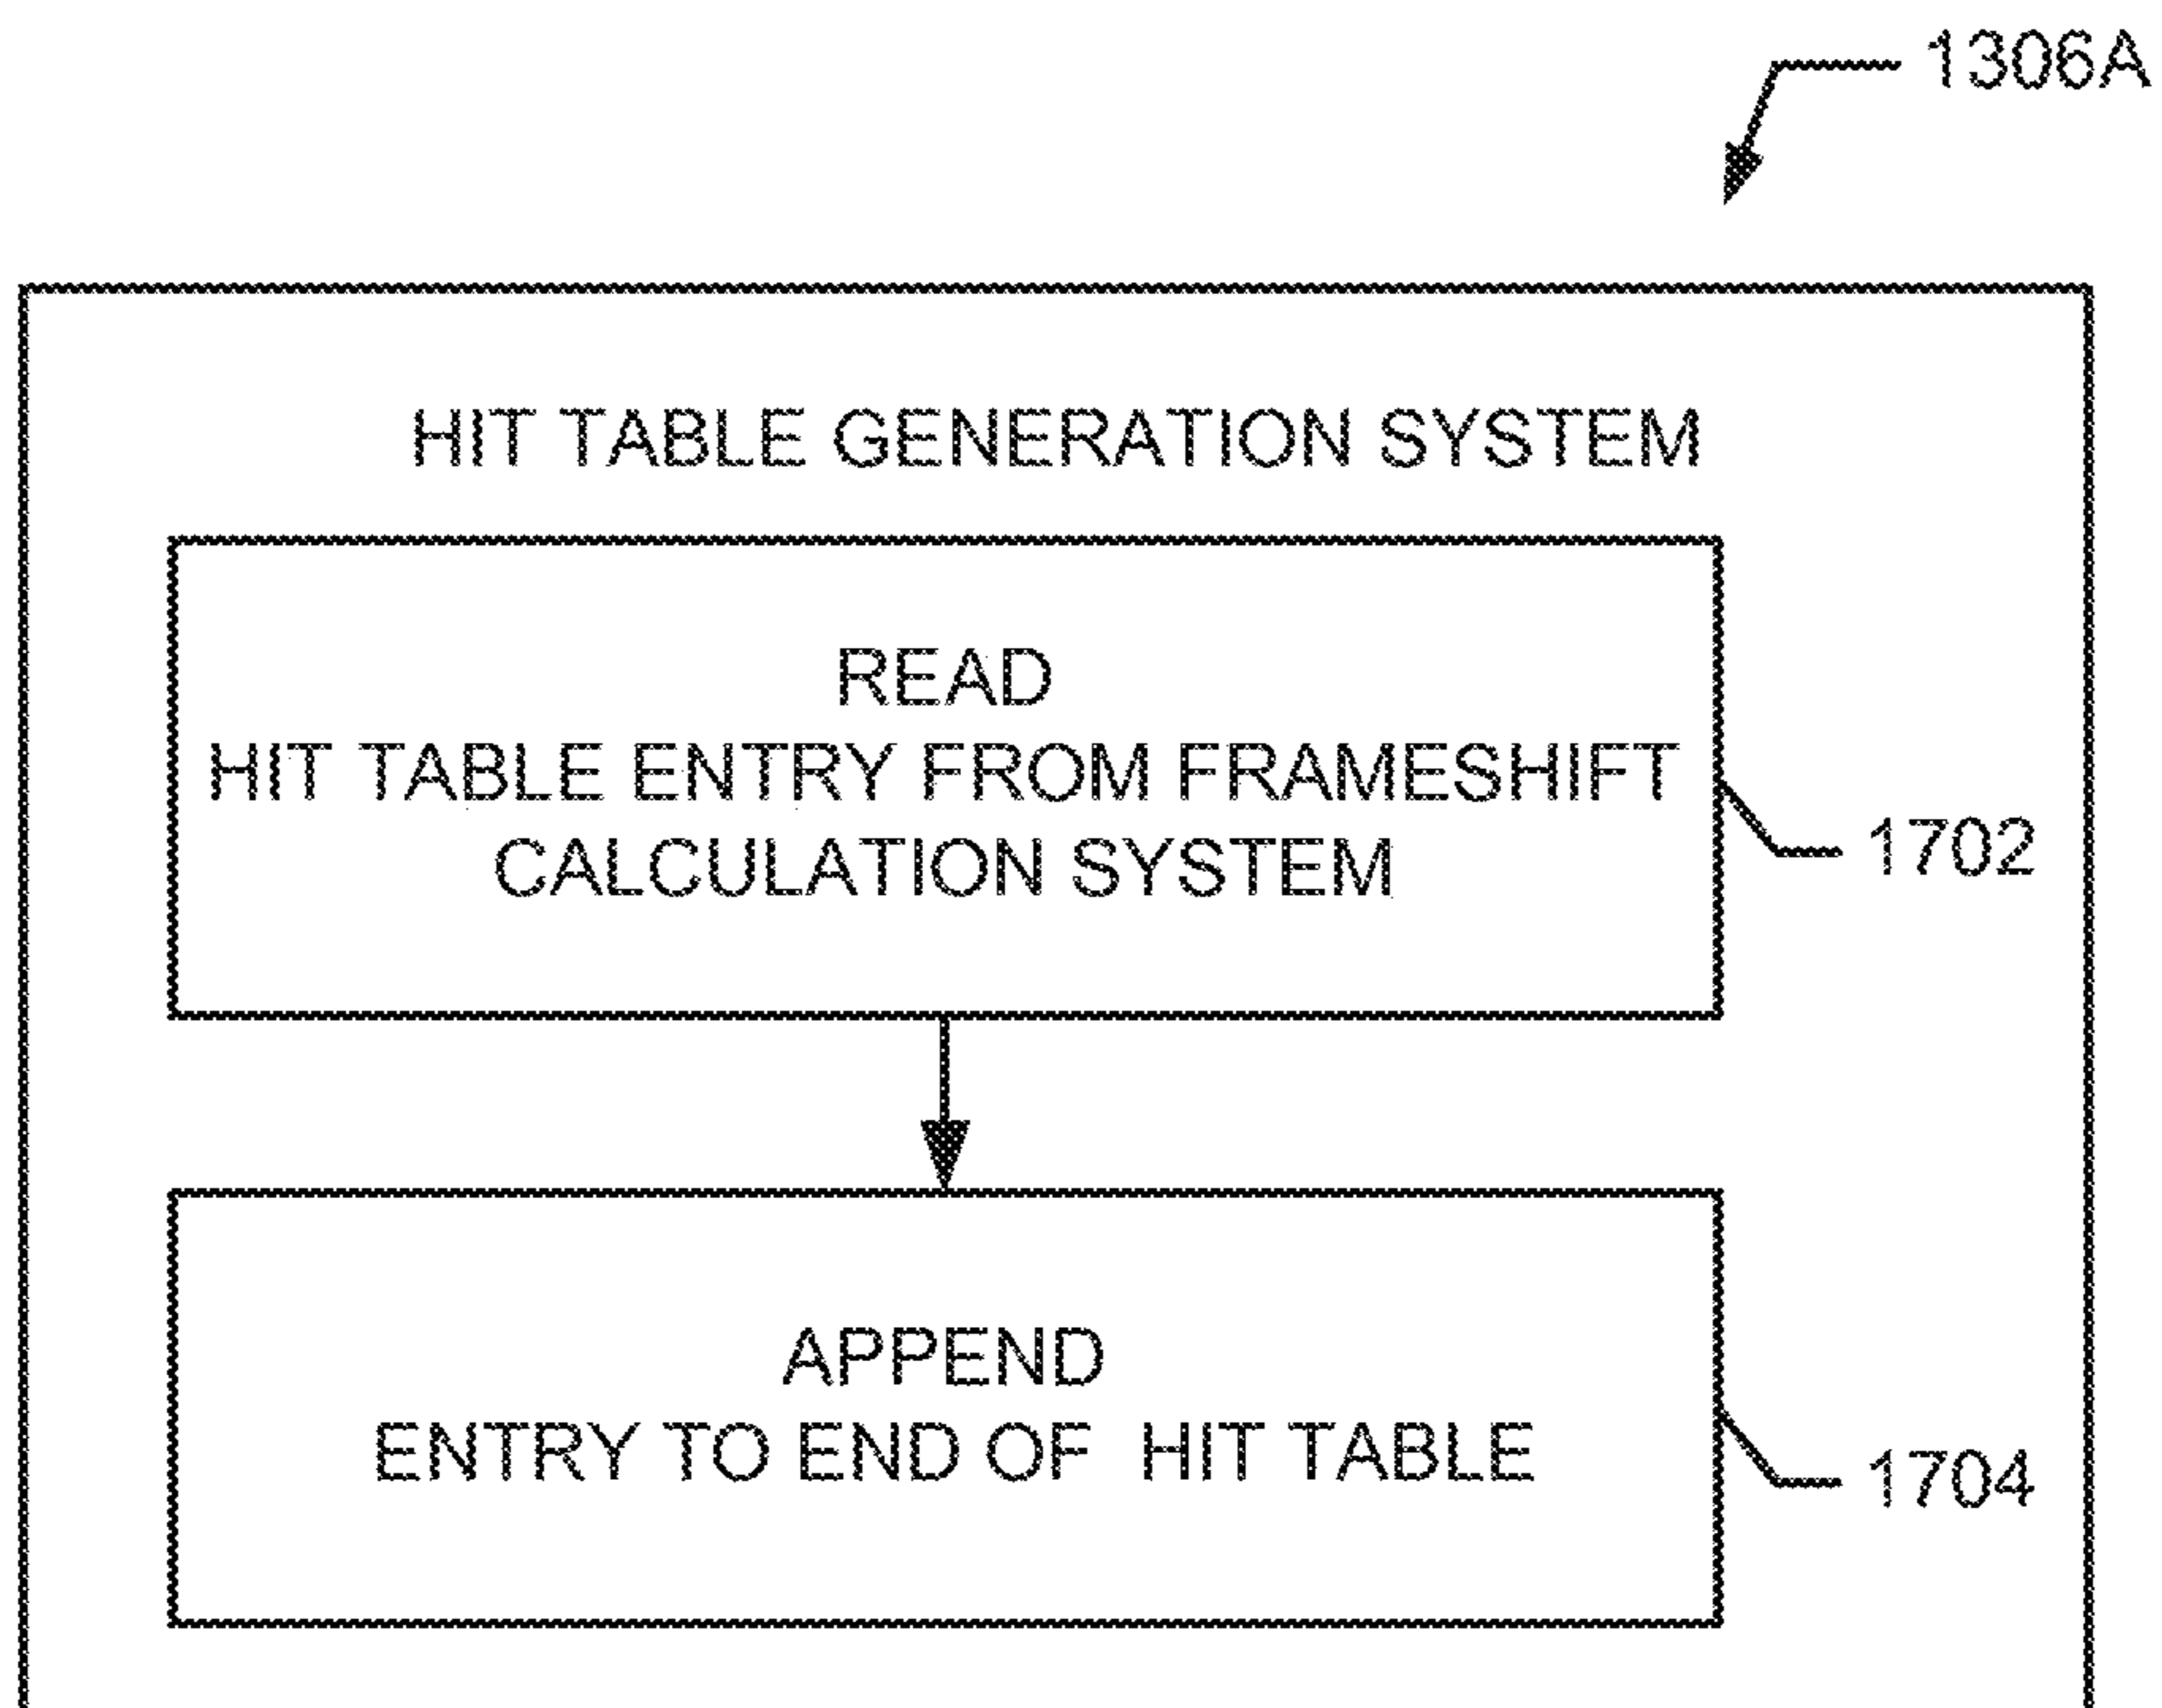 1306A
HIT TABLE GENERATION SYSTEM
READ
HIT TABLE ENTRY FROM FRAMESHIFT
CALCULATION SYSTEM
1702
APPEND
ENTRY TO END OF HIT TABLE
1704